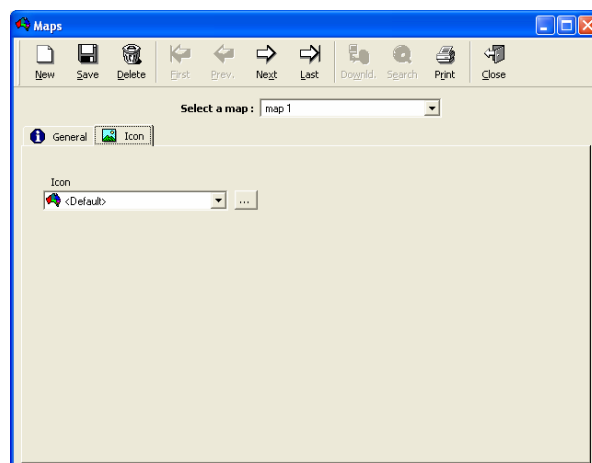 Maps
New Save Delete First Prev. Next Last Downld. Search Print Close
Select a map : map 1
General Icon
Icon
<Default> ...